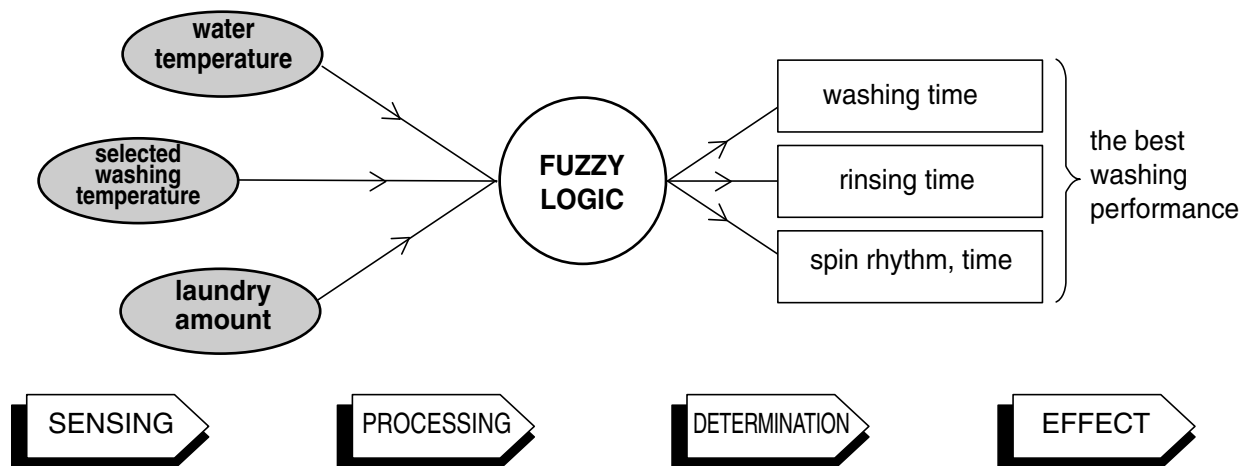 water
temperature
selected
washing
temperature
laundry
amount
FUZZY
LOGIC
washing time
rinsing time
spin rhythm, time
the best
washing
performance
SENSING
PROCESSING
DETERMINATION
EFFECT